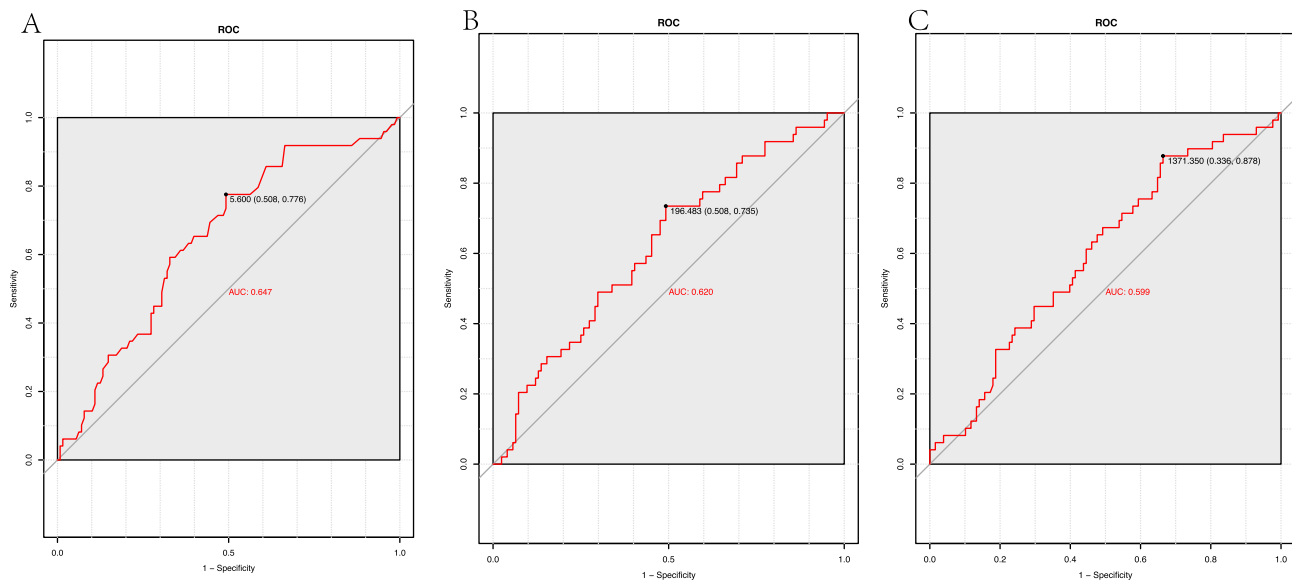 A
ROC
1.0
0.8
0.6
0.4
0.2
0.0
Sensitivity
5.600 (0.508, 0.776)
AUC: 0.647
0.0
0.5
1.0
1 − Specificity
B
ROC
1.0
0.8
0.6
0.4
0.2
0.0
Sensitivity
196.483 (0.508, 0.735)
AUC: 0.620
0.0
0.5
1.0
1 − Specificity
C
ROC
1.0
0.8
0.6
0.4
0.2
0.0
Sensitivity
1371.350 (0.336, 0.878)
AUC: 0.599
0.0
0.2
0.4
0.6
0.8
1.0
1 − Specificity